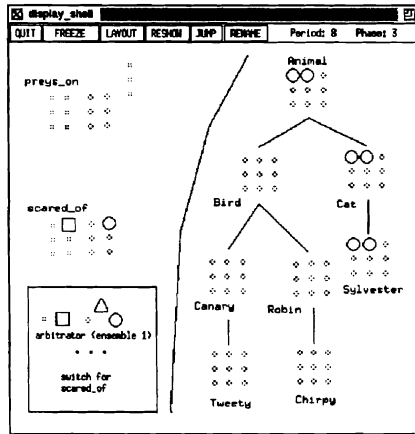 display_shell
QUIT FREEZE LAYOUT RESHOW JUMP RENAME Period: 8 Phase: 3
Animal
preys_on
Bird Cat
scared_of
Sylvester
Canary Robin
arbitrator (ensemble 1)
switch for
scared_of
Tweety Chirpy